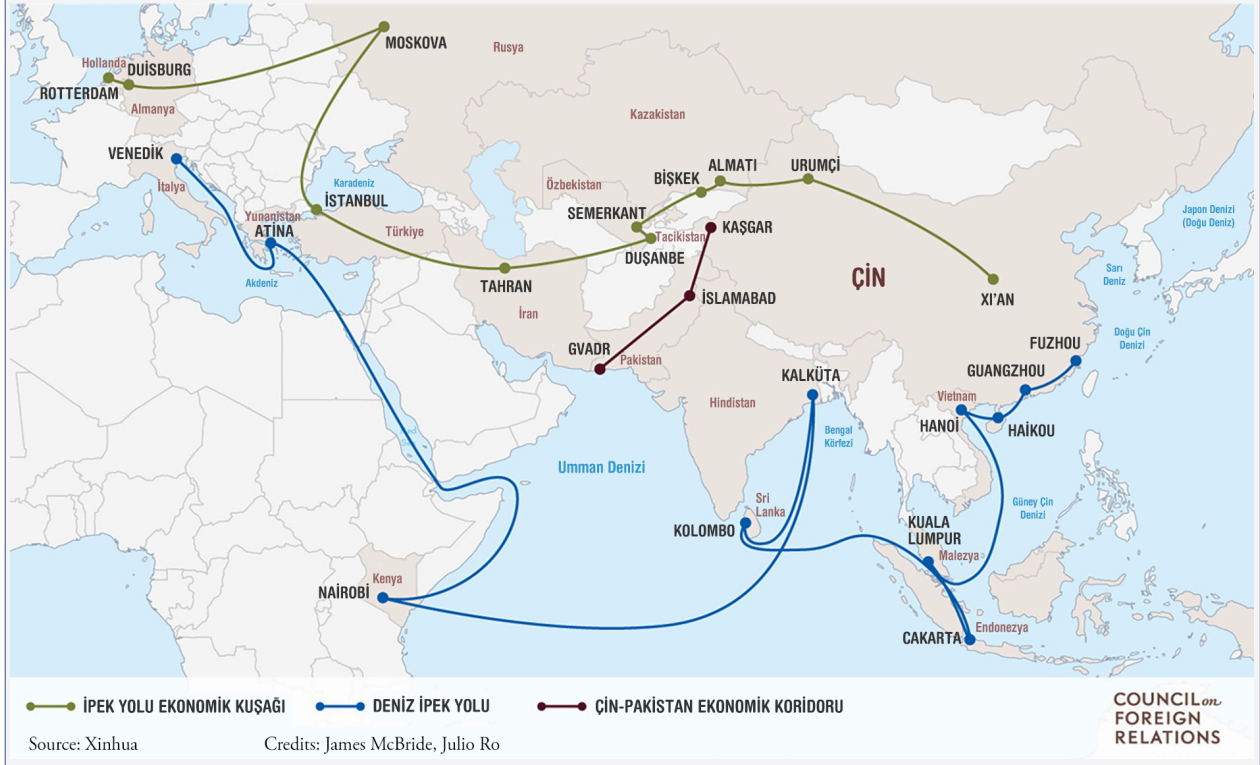 MOSKOVA
Rusya
Hollanda
DUİSBURG
ROTTERDAM
Almanya
Kazakistan
VENEDİK
ALMATI
URUMÇİ
BİŞKEK
İtalya
Karadeniz
Özbekistan
İSTANBUL
SEMERKANT
Yunanistan
ATİNA
Türkiye
Tacikistan
KAŞGAR
Japon Denizi
(Doğu Deniz)
DUŞANBE
Akdeniz
TAHRAN
ÇİN
Sarı
Deniz
XI'AN
İSLAMABAD
İran
Doğu Çin
Denizi
GVADR
Pakistan
FUZHOU
GUANGZHOU
KALKÜTA
Hindistan
Vietnam
HANOİ
HAİKOU
Bengal
Körfezi
Umman Denizi
Sri
Lanka
KOLOMBO
Güney Çin
Denizi
KUALA
LUMPUR
Malezya
Kenya
NAİROBİ
Endonezya
CAKARTA
İPEK YOLU EKONOMİK KUŞAĞI
DENİZ İPEK YOLU
ÇİN-PAKİSTAN EKONOMİK KORİDORU
COUNCIL on
FOREIGN
RELATIONS
Source: Xinhua
Credits: James McBride, Julio Ro